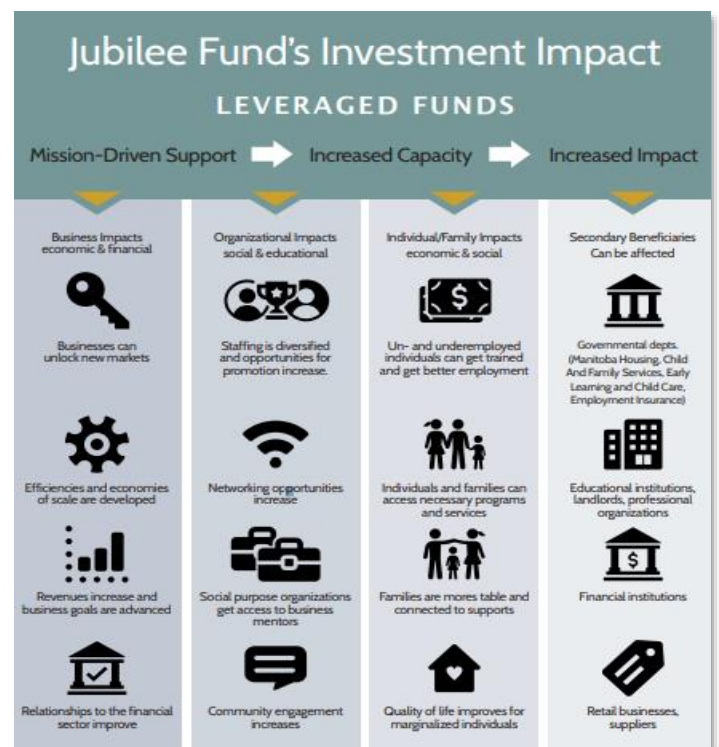 Jubilee Fund's Investment Impact
LEVERAGED FUNDS
Mission-Driven Support
Increased Capacity
Increased Impact
Business Impacts
economic & financial
Businesses can
unlock new markets
Efficiencies and economies
of scale are developed
Revenues increase and
business goals are advanced
Relationships to the financial
sector improve
Organizational Impacts
social & educational
Staffing is diversified
and opportunities for
promotion increase.
Networking opportunities
increase
Social purpose organizations
get access to business
mentors
Community engagement
increases
Individual/Family Impacts
economic & social
$
Un- and underemployed
individuals can get trained
and get better employment
Individuals and families can
access necessary programs
and services
Families are mores table and
connected to supports
Quality of life improves for
marginalized individuals
Secondary Beneficiaries
Can be affected
Governmental depts.
(Manitoba Housing, Child
And Family Services, Early
Learning and Child Care,
Employment Insurance)
Educational institutions,
landlords, professional
organizations
$
Financial institutions
Retail businesses,
suppliers